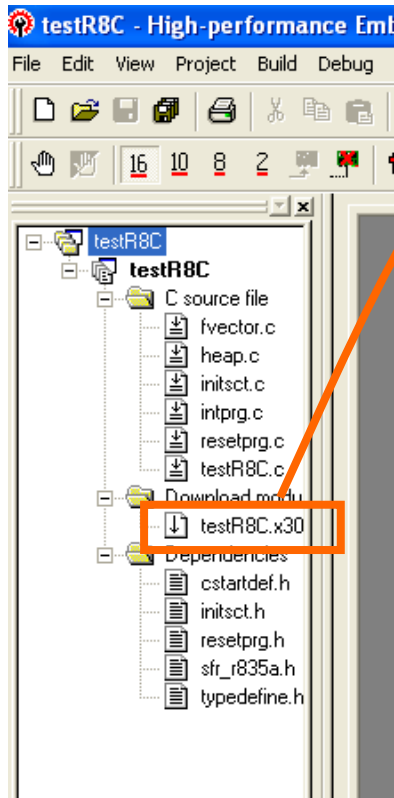 testR8C - High-performance Emb
File Edit View Project Build Debug
16 10 8 2
testR8C
testR8C
C source file
fvector.c
heap.c
initsct.c
intprg.c
resetprg.c
testR8C.c
Download modu
testR8C.x30
Dependencies
cstartdef.h
initsct.h
resetprg.h
sfr_r835a.h
typedefine.h